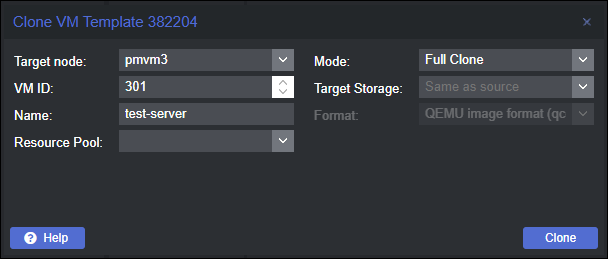 Clone VM Template 382204
Target node: pmvm3 Mode: Full Clone
VM ID: 301 Target Storage: Same as source
Name: test-server Format: QEMU image format (qc
Resource Pool:
Help Clone